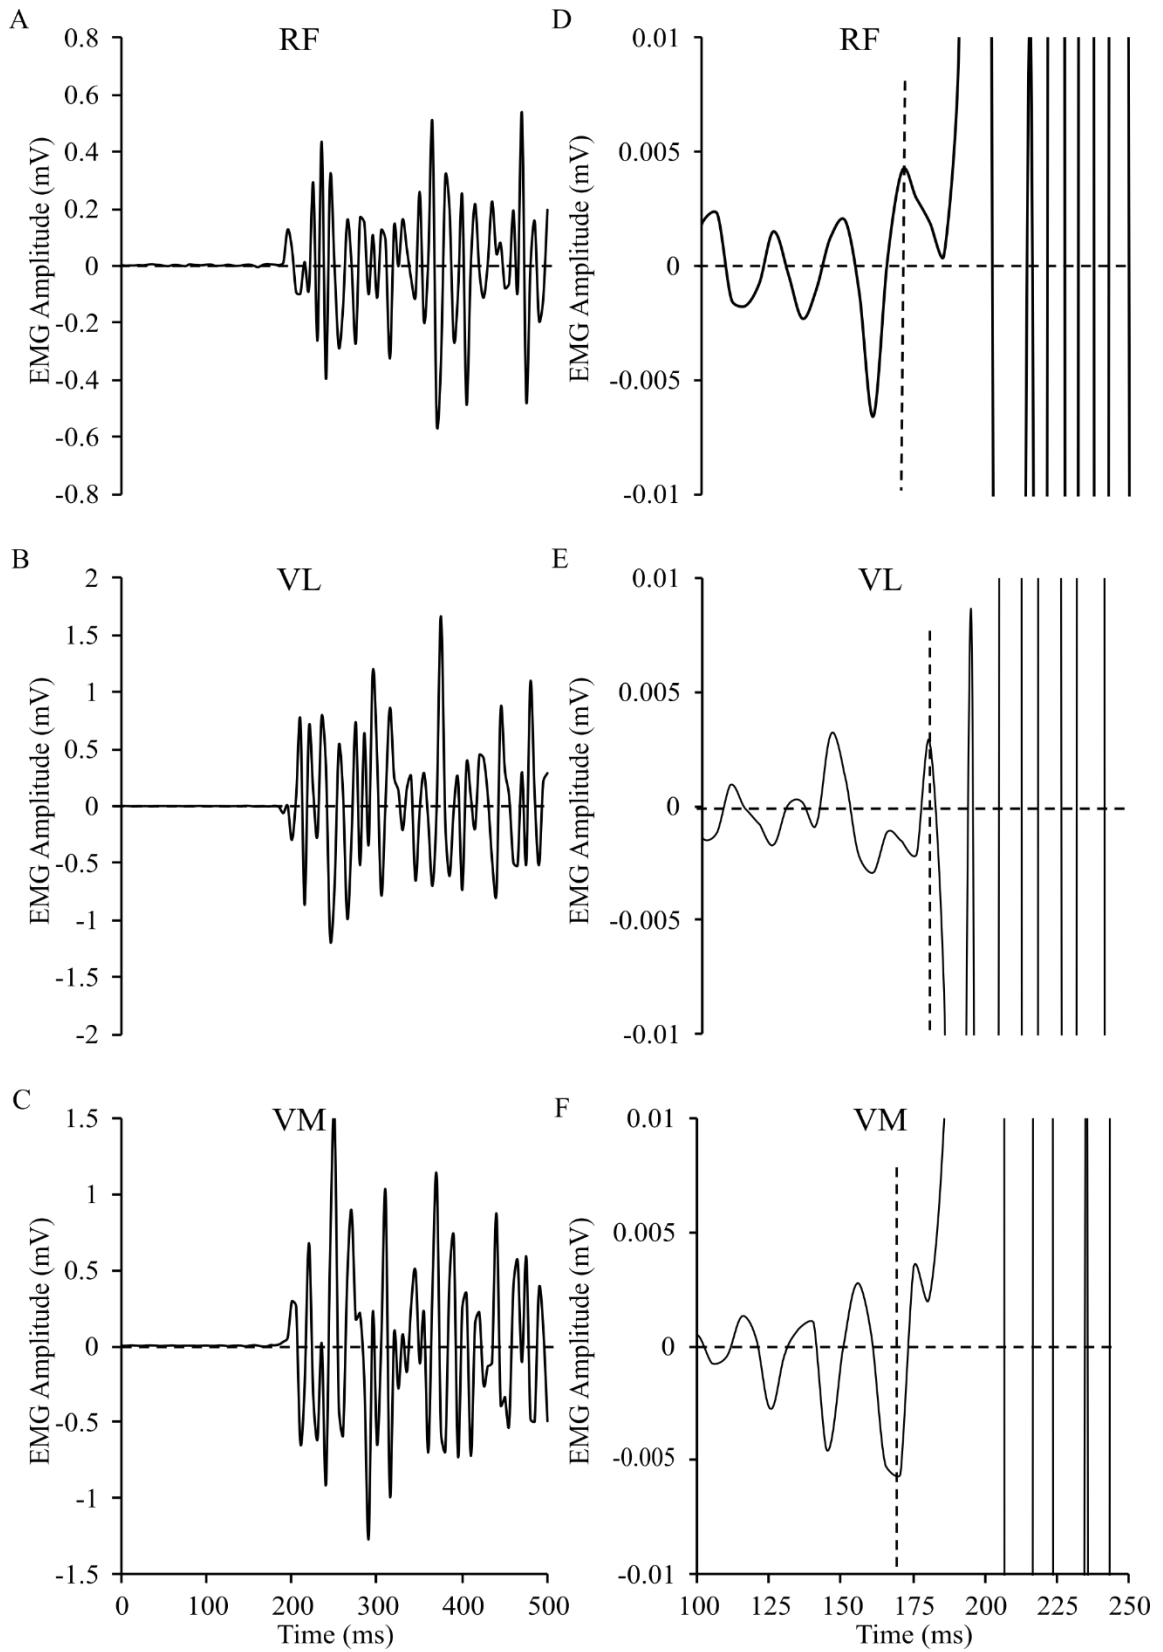 A
RF
0.8
0.6
0.4
0.2
0
-0.2
-0.4
-0.6
-0.8
EMG Amplitude (mV)
D
RF
0.01
0.005
0
-0.005
-0.01
EMG Amplitude (mV)
B
VL
2
1.5
1
0.5
0
-0.5
-1
-1.5
-2
EMG Amplitude (mV)
E
VL
0.01
0.005
0
-0.005
-0.01
EMG Amplitude (mV)
C
VM
1.5
1
0.5
0
-0.5
-1
-1.5
EMG Amplitude (mV)
0 100 200 300 400 500
Time (ms)
F
VM
0.01
0.005
0
-0.005
-0.01
EMG Amplitude (mV)
100 125 150 175 200 225 250
Time (ms)